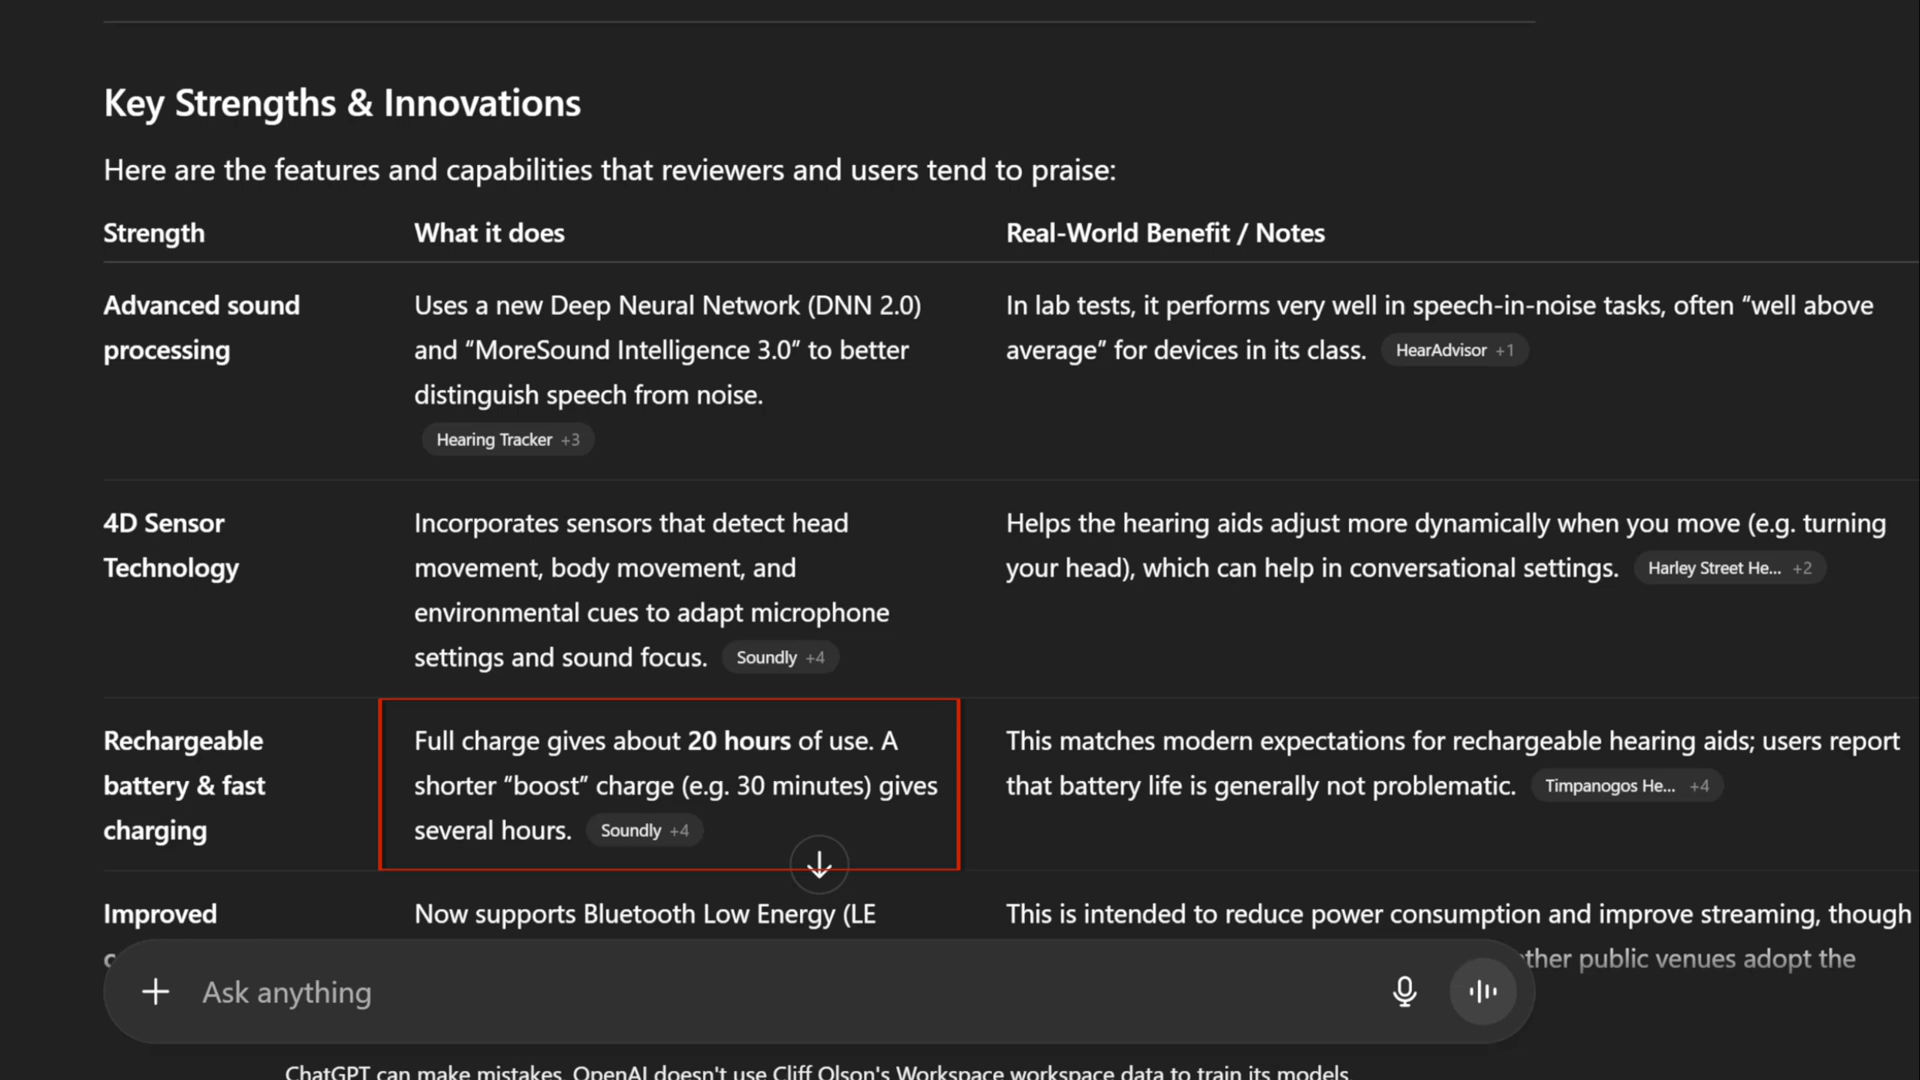 Key Strengths & Innovations
Here are the features and capabilities that reviewers and users tend to praise:
Strength
What it does
Real-World Benefit / Notes
Advanced sound
processing
Uses a new Deep Neural Network (DNN 2.0)
and “MoreSound Intelligence 3.0” to better
distinguish speech from noise.
Hearing Tracker +3
In lab tests, it performs very well in speech-in-noise tasks, often “well above
average” for devices in its class. HearAdvisor +1
4D Sensor
Technology
Incorporates sensors that detect head
movement, body movement, and
environmental cues to adapt microphone
settings and sound focus. Soundly +4
Helps the hearing aids adjust more dynamically when you move (e.g. turning
your head), which can help in conversational settings. Harley Street He... +2
Rechargeable
battery & fast
charging
Full charge gives about 20 hours of use. A
shorter “boost” charge (e.g. 30 minutes) gives
several hours. Soundly +4
This matches modern expectations for rechargeable hearing aids; users report
that battery life is generally not problematic. Timpanogos He... +4
Improved
Now supports Bluetooth Low Energy (LE
This is intended to reduce power consumption and improve streaming, though
ther public venues adopt the
Ask anything
ChatGPT can make mistakes. OpenAI doesn't use Cliff Olson's Workspace workspace data to train its models.